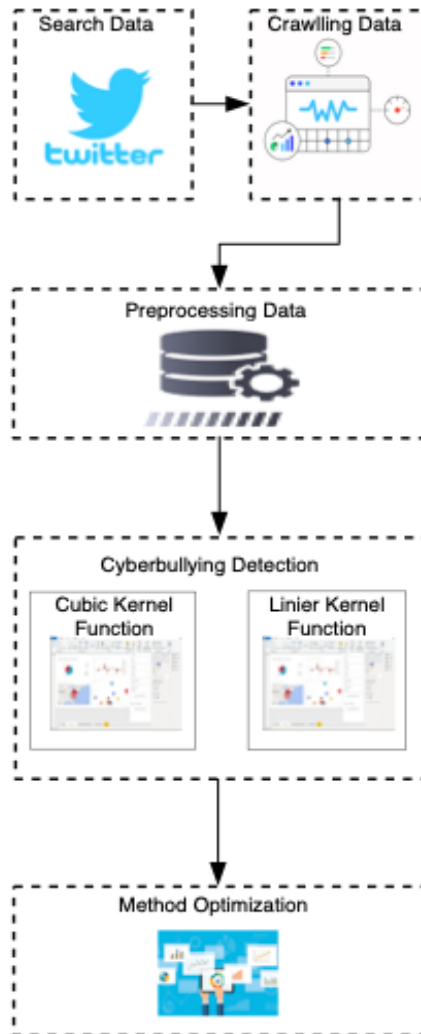 Search Data
twitter
Crawlling Data
Preprocessing Data
Cyberbullying Detection
Cubic Kernel
Function
Linier Kernel
Function
Method Optimization